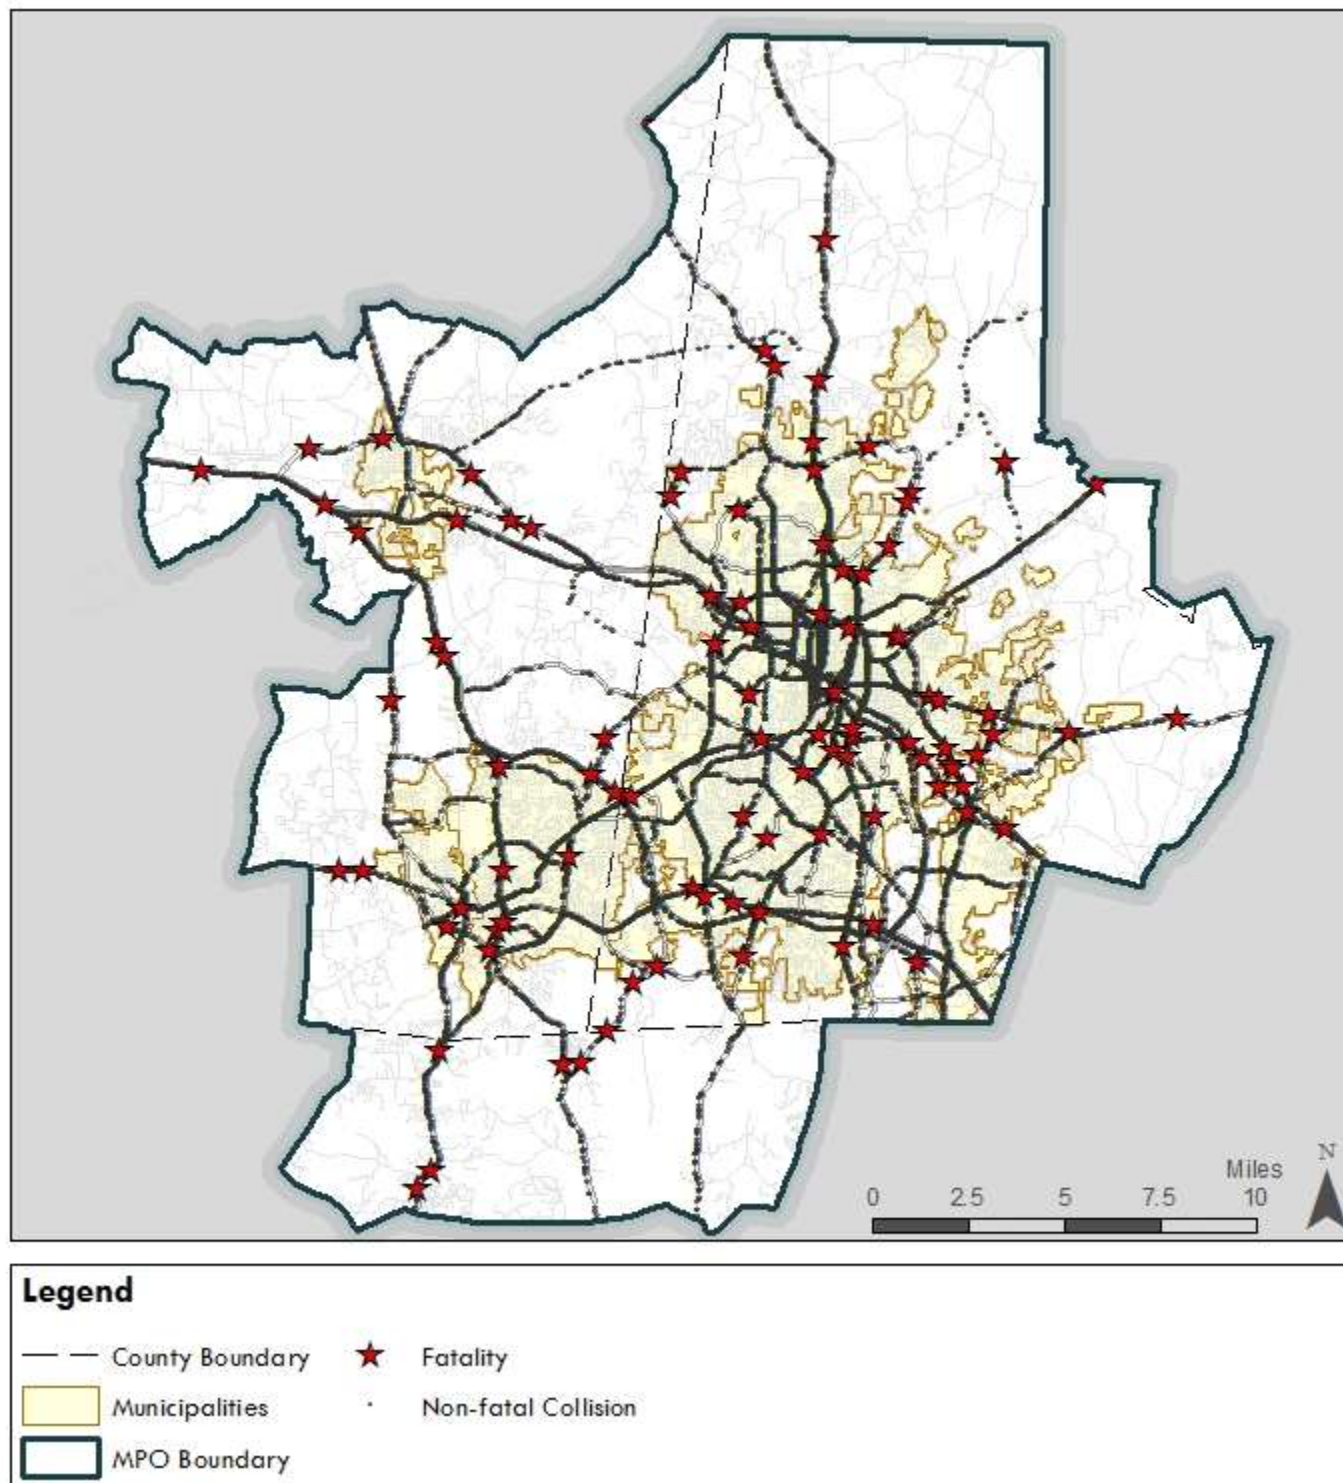 N
Miles
0 2.5 5 7.5 10
Legend
County Boundary
Fatality
Municipalities
Non-fatal Collision
MPO Boundary